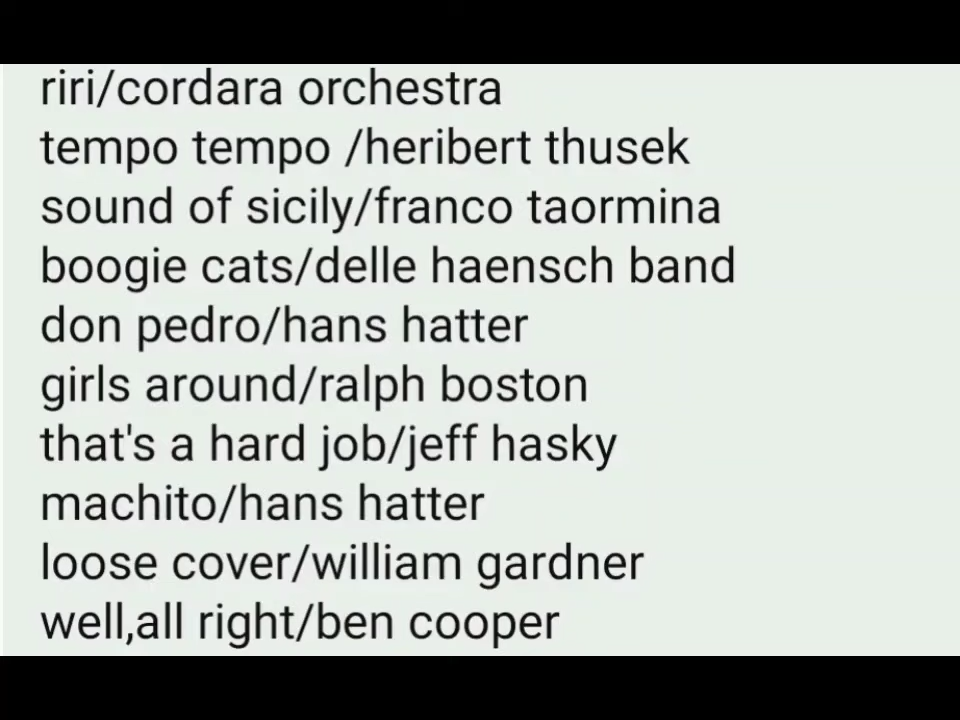 riri/cordara orchestra
tempo tempo /heribert thusek
sound of sicily/franco taormina
boogie cats/delle haensch band
don pedro/hans hatter
girls around/ralph boston
that's a hard job/jeff hasky
machito/hans hatter
loose cover/william gardner
well,all right/ben cooper